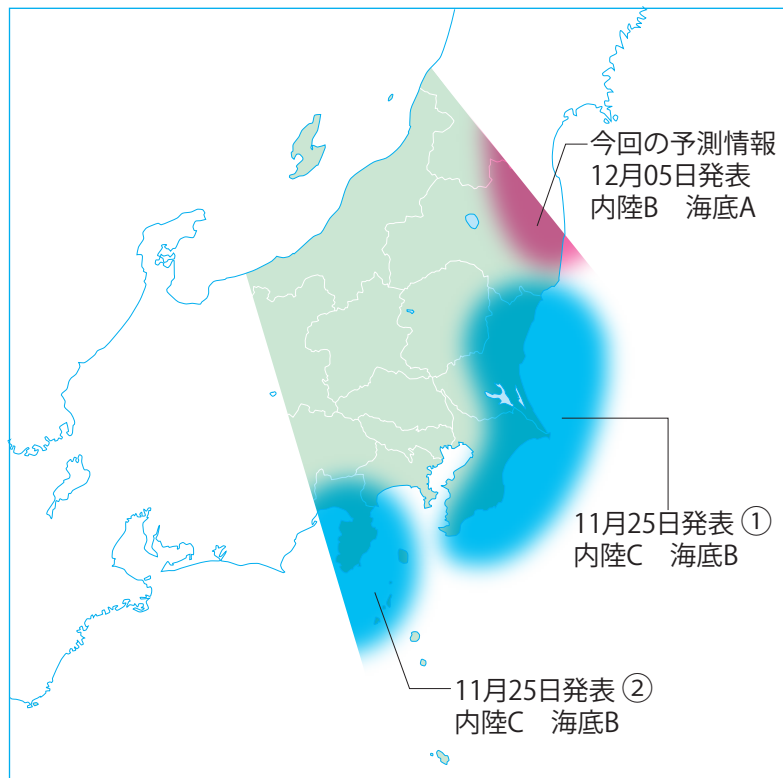 今回の予測情報
12月05日発表
内陸B 海底A
11月25日発表 ①
内陸C 海底B
11月25日発表 ②
内陸C 海底B